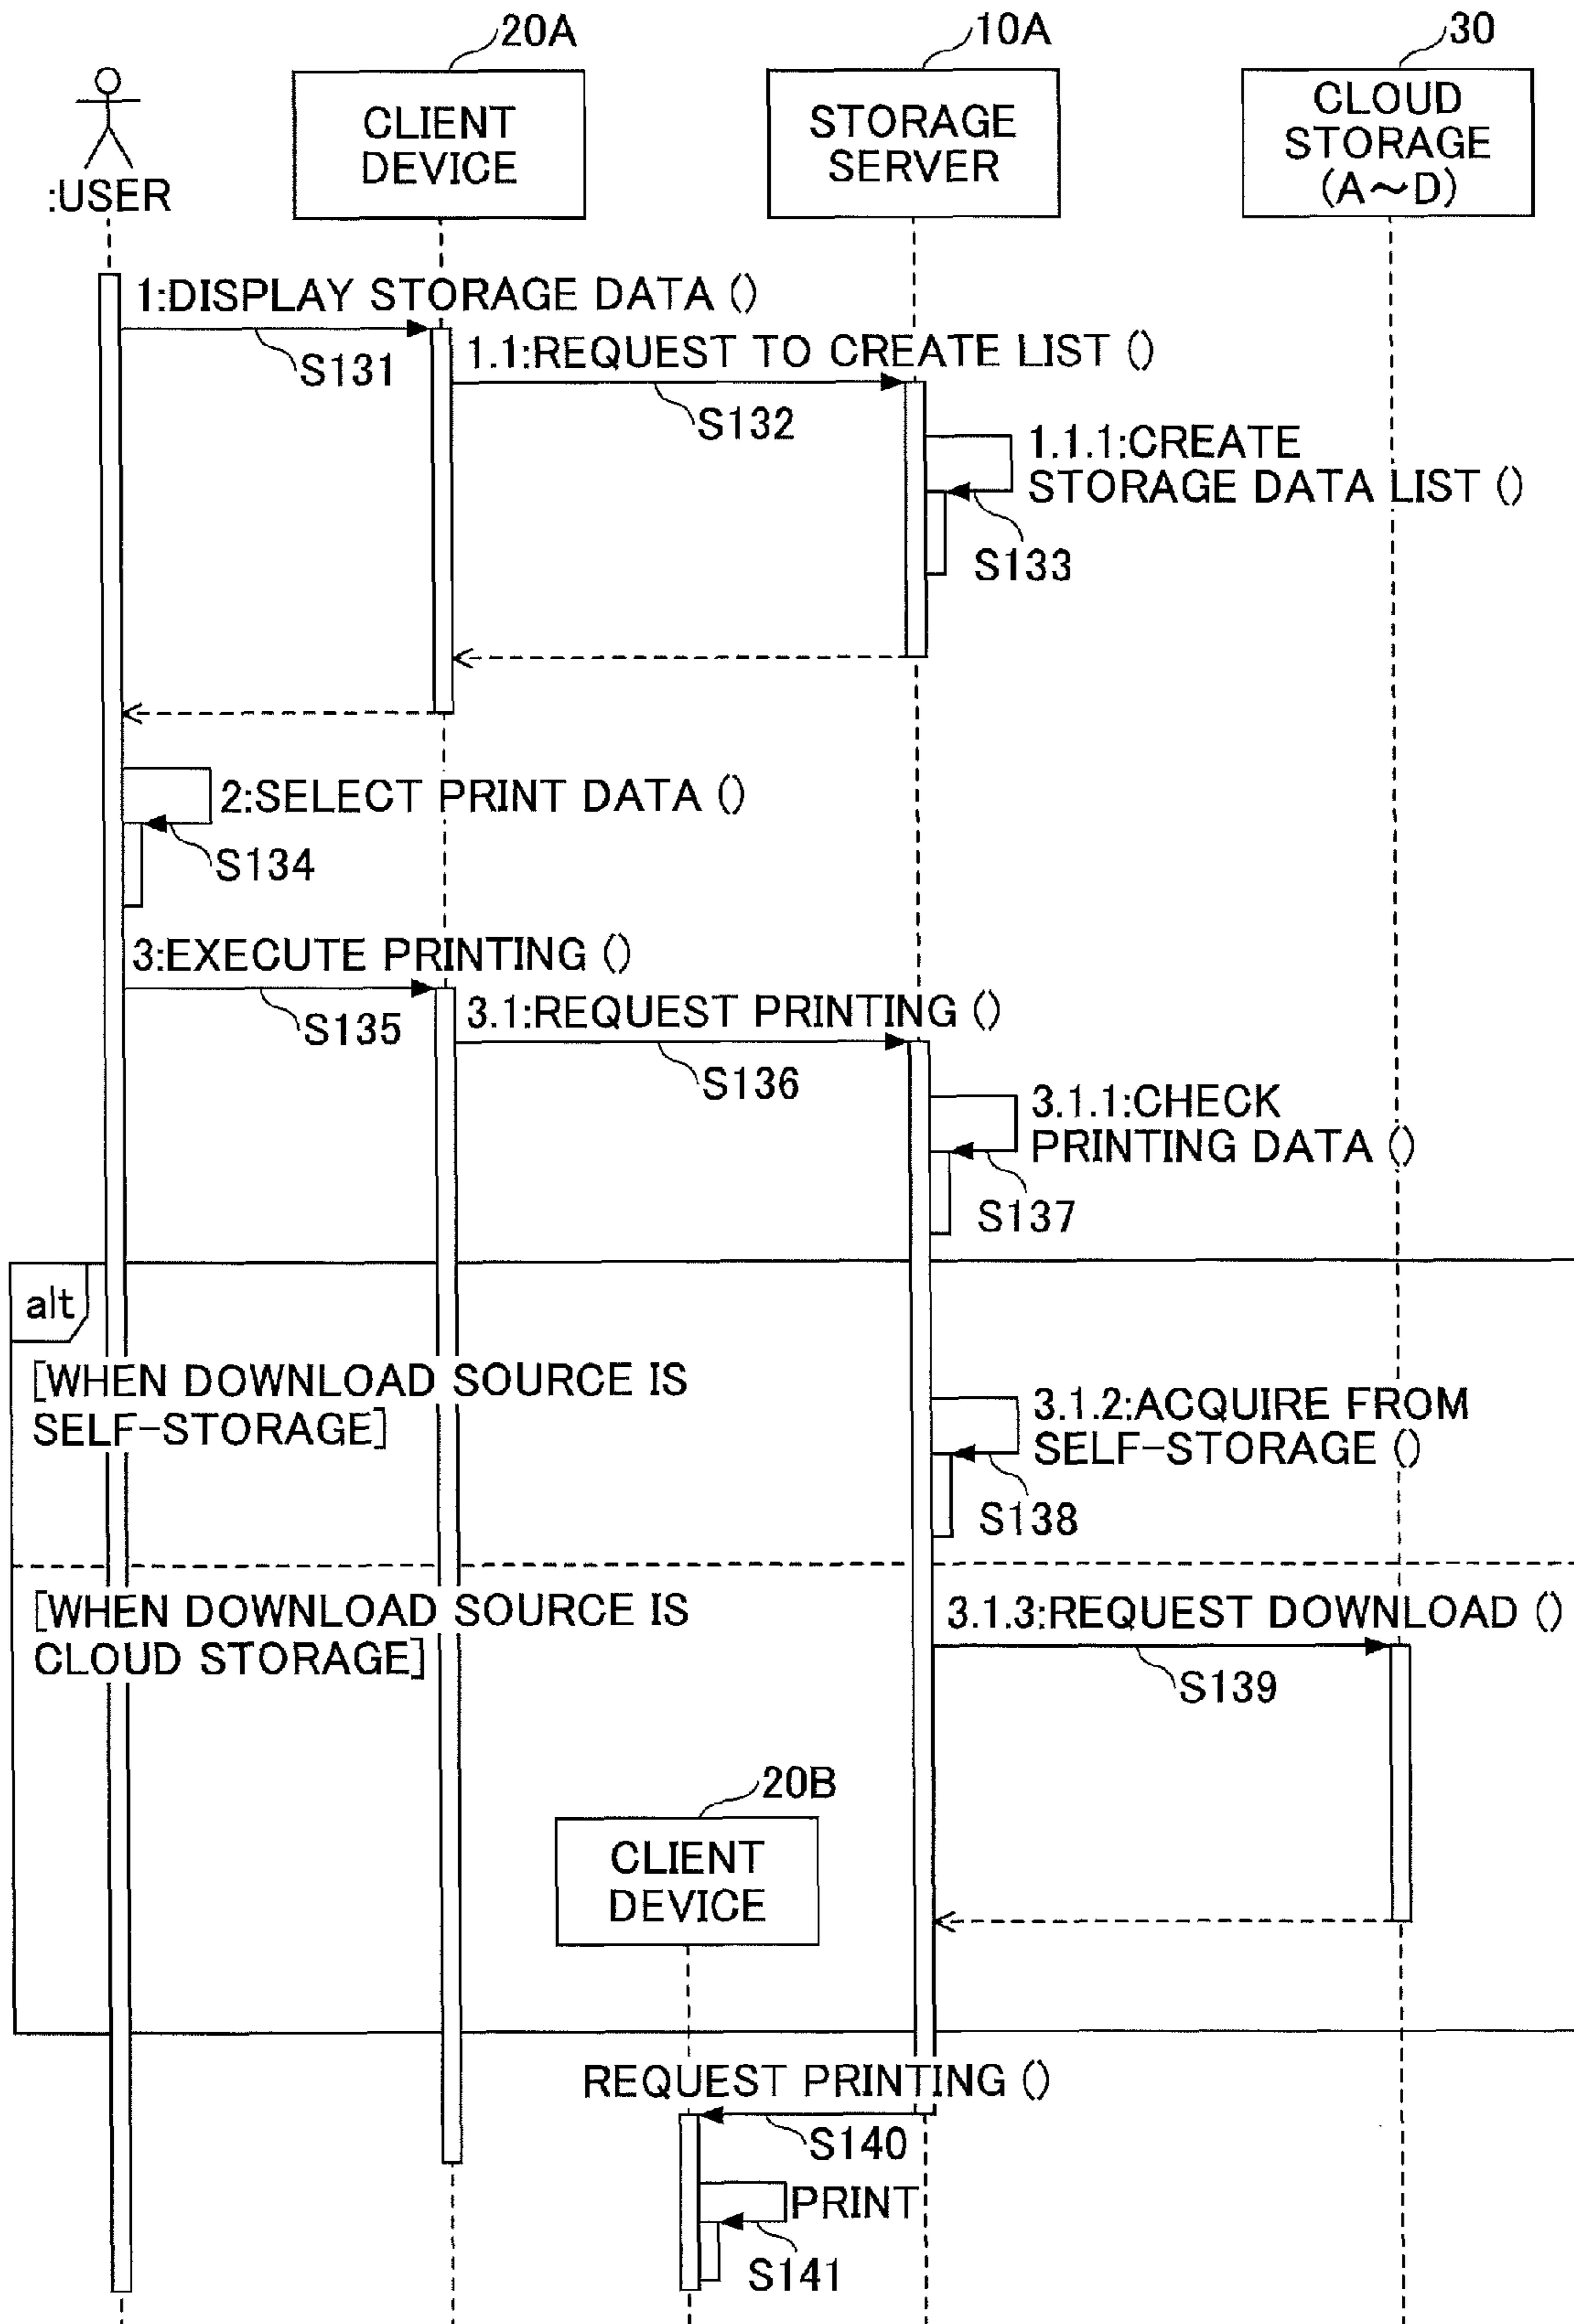 20A
10A
30
CLIENT
DEVICE
STORAGE
SERVER
CLOUD
STORAGE
(A～D)
:USER
1:DISPLAY STORAGE DATA ()
S131
1.1:REQUEST TO CREATE LIST ()
S132
1.1.1:CREATE
STORAGE DATA LIST ()
S133
2:SELECT PRINT DATA ()
S134
3:EXECUTE PRINTING ()
S135
3.1:REQUEST PRINTING ()
S136
3.1.1:CHECK
PRINTING DATA ()
S137
alt
[WHEN DOWNLOAD SOURCE IS
SELF-STORAGE]
3.1.2:ACQUIRE FROM
SELF-STORAGE ()
S138
[WHEN DOWNLOAD SOURCE IS
CLOUD STORAGE]
3.1.3:REQUEST DOWNLOAD ()
S139
20B
CLIENT
DEVICE
REQUEST PRINTING ()
S140
PRINT
S141